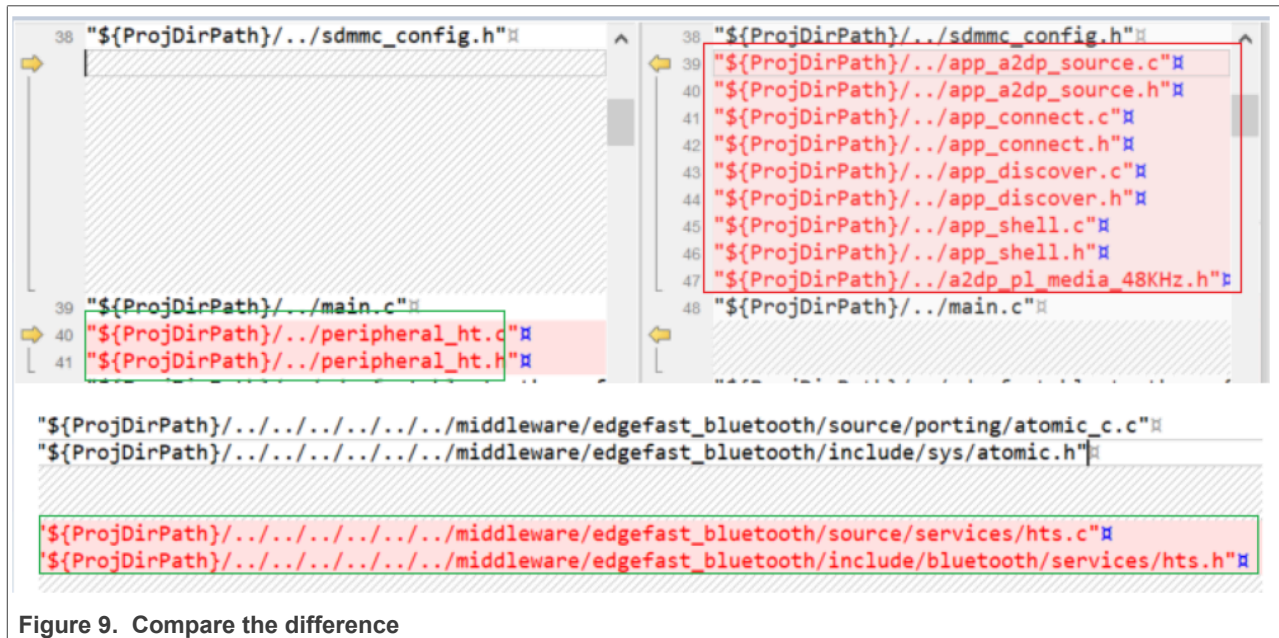 38 "${ProjDirPath}/../sdmmc_config.h"¤
39 "${ProjDirPath}/../main.c"¤
40 "${ProjDirPath}/../peripheral_ht.c"¤
41 "${ProjDirPath}/../peripheral_ht.h"¤
38 "${ProjDirPath}/../sdmmc_config.h"¤
39 "${ProjDirPath}/../app_a2dp_source.c"¤
40 "${ProjDirPath}/../app_a2dp_source.h"¤
41 "${ProjDirPath}/../app_connect.c"¤
42 "${ProjDirPath}/../app_connect.h"¤
43 "${ProjDirPath}/../app_discover.c"¤
44 "${ProjDirPath}/../app_discover.h"¤
45 "${ProjDirPath}/../app_shell.c"¤
46 "${ProjDirPath}/../app_shell.h"¤
47 "${ProjDirPath}/../a2dp_pl_media_48KHz.h"¤
48 "${ProjDirPath}/../main.c"¤
"${ProjDirPath}/../../../../../../middleware/edgefast_bluetooth/source/porting/atomic_c.c"¤
"${ProjDirPath}/../../../../../../middleware/edgefast_bluetooth/include/sys/atomic.h"¤
"${ProjDirPath}/../../../../../../middleware/edgefast_bluetooth/source/services/hts.c"¤
"${ProjDirPath}/../../../../../../middleware/edgefast_bluetooth/include/bluetooth/services/hts.h"¤
Figure 9. Compare the difference